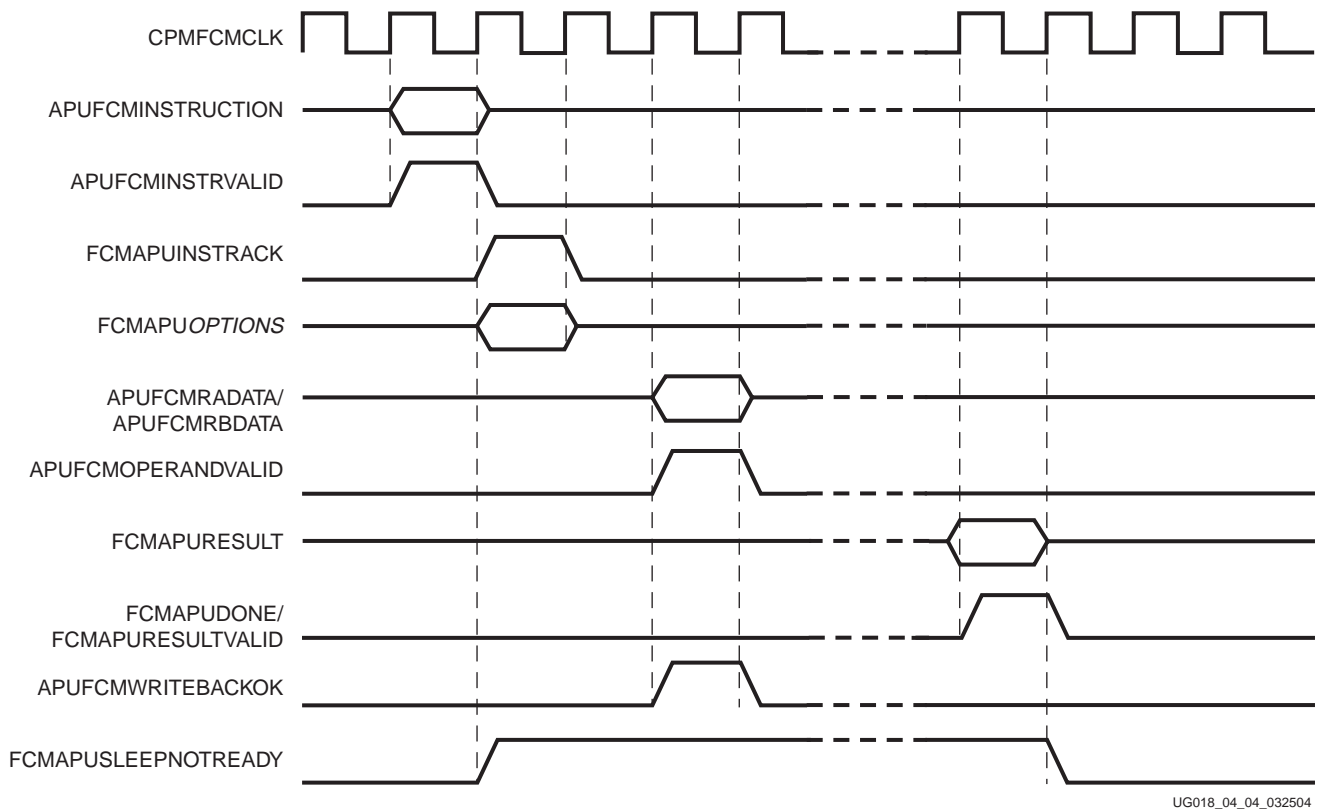 CPMFCMCLK
APUFCMINSTRUCTION
APUFCMINSTRVALID
FCMAPUINSTRACK
FCMAPUOPTIONS
APUFCMRADATA/
APUFCMRBDATA
APUFCMOPERANDVALID
FCMAPURESULT
FCMAPUDONE/
FCMAPURESULTVALID
APUFCMWRITEBACKOK
FCMAPUSLEEPNOTREADY
UG018_04_04_032504